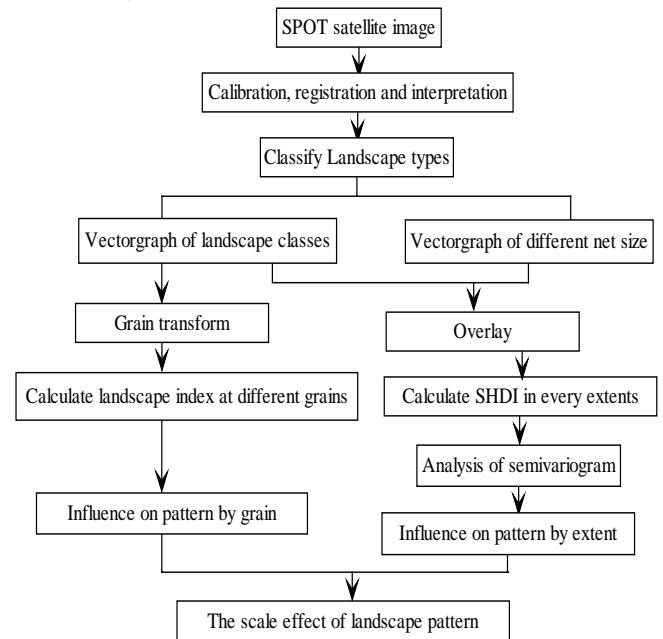 SPOT satellite image
Calibration, registration and interpretation
Classify Landscape types
Vectorgraph of landscape classes
Vectorgraph of different net size
Grain transform
Overlay
Calculate landscape index at different grains
Calculate SHDI in every extents
Analysis of semivariogram
Influence on pattern by grain
Influence on pattern by extent
The scale effect of landscape pattern